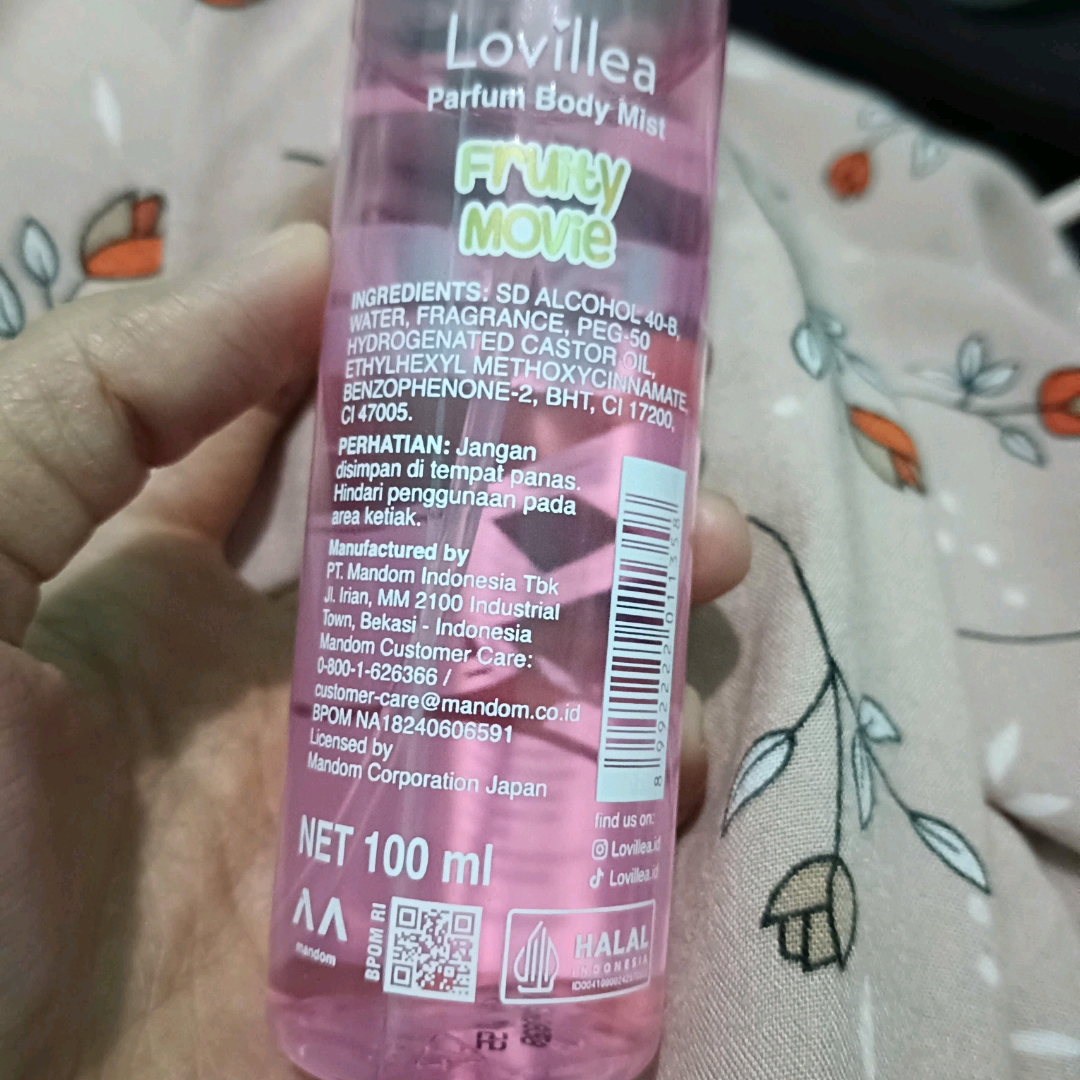 Lovillea
Parfum Body Mist
Fruity
MOVie
INGREDIENTS: SD ALCOHOL 40-B,
WATER, FRAGRANCE, PEG-50
HYDROGENATED CASTOR OIL,
ETHYLHEXYL METHOXYCINNAMATE,
BENZOPHENONE-2, BHT, CI 17200,
CI 47005.
PERHATIAN: Jangan
disimpan di tempat panas.
Hindari penggunaan pada
area ketiak.
Manufactured by
PT. Mandom Indonesia Tbk
Jl. Irian, MM 2100 Industrial
Town, Bekasi - Indonesia
Mandom Customer Care:
0-800-1-626366 /
customer-care@mandom.co.id
BPOM NA18240606591
Licensed by
Mandom Corporation Japan
8 992222 011358
find us on:
Lovillea.id
Lovillea.id
NET 100 ml
mandom
BPOM RI
HALAL
INDONESIA